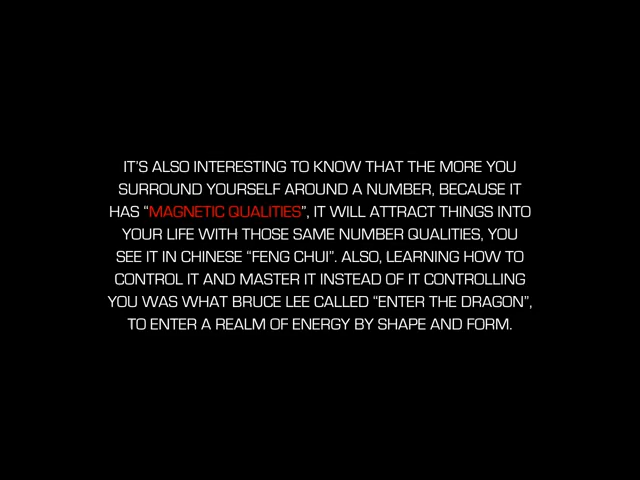 IT'S ALSO INTERESTING TO KNOW THAT THE MORE YOU
SURROUND YOURSELF AROUND A NUMBER, BECAUSE IT
HAS “MAGNETIC QUALITIES”, IT WILL ATTRACT THINGS INTO
YOUR LIFE WITH THOSE SAME NUMBER QUALITIES, YOU
SEE IT IN CHINESE “FENG CHUI”. ALSO, LEARNING HOW TO
CONTROL IT AND MASTER IT INSTEAD OF IT CONTROLLING
YOU WAS WHAT BRUCE LEE CALLED “ENTER THE DRAGON”,
TO ENTER A REALM OF ENERGY BY SHAPE AND FORM.